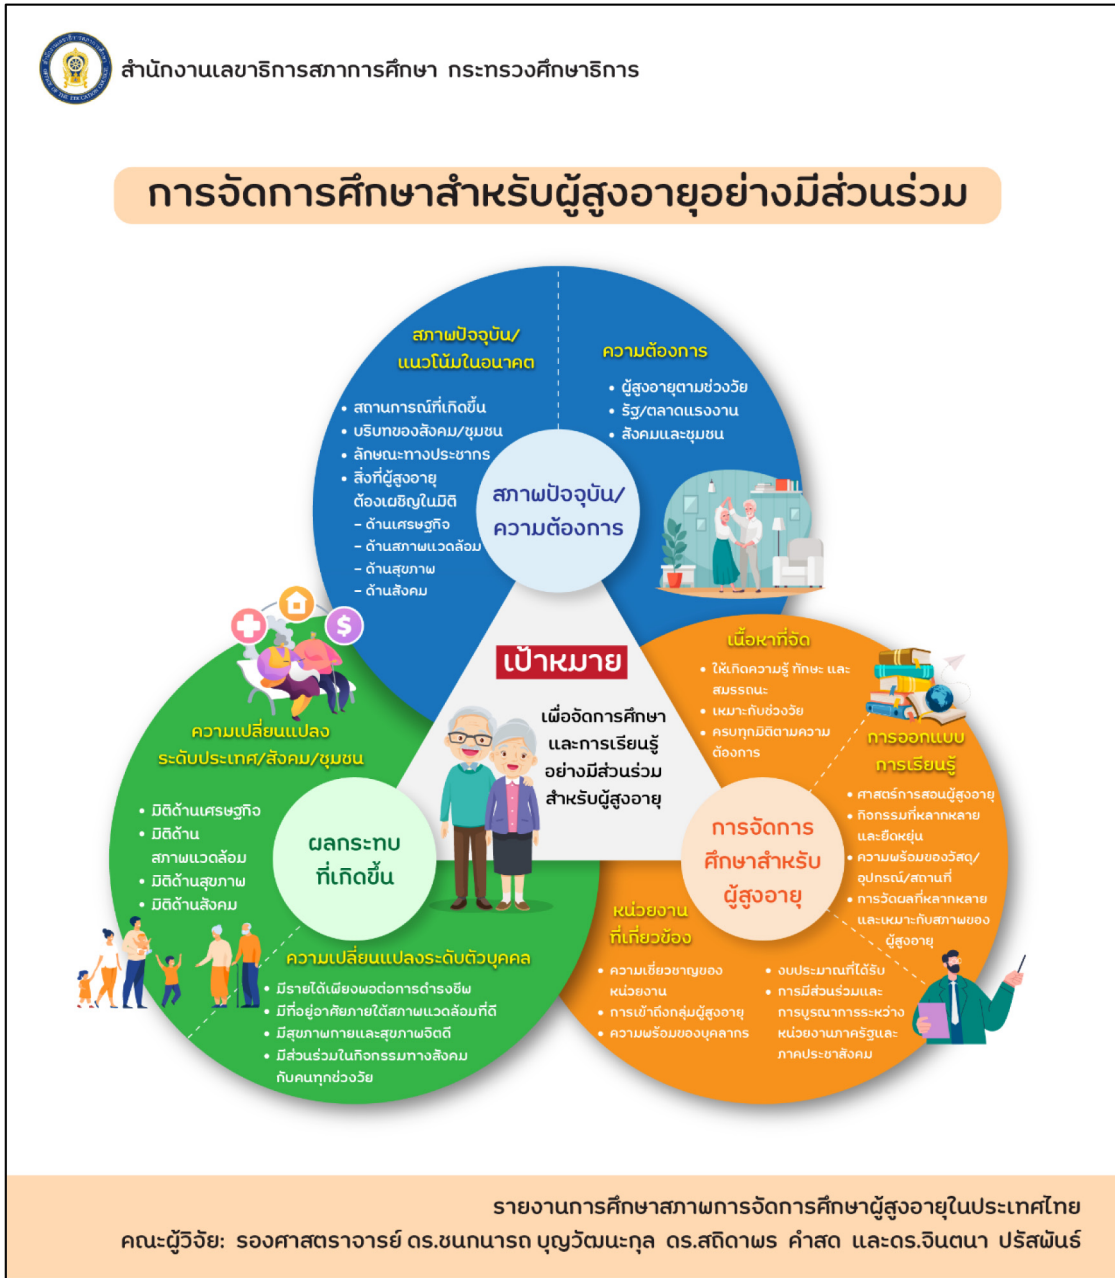 สำนักงานเลขาธิการสภาการศึกษา กระทรวงศึกษาธิการ
การจัดการศึกษาสำหรับผู้สูงอายุอย่างมีส่วนร่วม
สภาพปัจจุบัน/
แนวโน้มในอนาคต
• สถานการณ์ที่เกิดขึ้น
• บริบทของสังคม/ชุมชน
• ลักษณะทางประชากร
• สิ่งที่ผู้สูงอายุ
ต้องเผชิญในมิติ
– ด้านเศรษฐกิจ
– ด้านสภาพแวดล้อม
– ด้านสุขภาพ
– ด้านสังคม
ความต้องการ
• ผู้สูงอายุตามช่วงวัย
• รัฐ/ตลาดแรงงาน
• สังคมและชุมชน
สภาพปัจจุบัน/
ความต้องการ
เป้าหมาย
เพื่อจัดการศึกษา
และการเรียนรู้
อย่างมีส่วนร่วม
สำหรับผู้สูงอายุ
เนื้อหาที่จัด
• ให้เกิดความรู้ ทักษะ และ
สมรรถนะ
• เหมาะกับช่วงวัย
• ครบทุกมิติตามความ
ต้องการ
การออกแบบ
การเรียนรู้
• ศาสตร์การสอนผู้สูงอายุ
• กิจกรรมที่หลากหลาย
และยืดหยุ่น
• ความพร้อมของวัสดุ/
อุปกรณ์/สถานที่
• การวัดผลที่หลากหลาย
และเหมาะกับสภาพของ
ผู้สูงอายุ
การจัดการ
ศึกษาสำหรับ
ผู้สูงอายุ
หน่วยงาน
ที่เกี่ยวข้อง
• ความเชี่ยวชาญของ
หน่วยงาน
• การเข้าถึงกลุ่มผู้สูงอายุ
• ความพร้อมของบุคลากร
• งบประมาณที่ได้รับ
• การมีส่วนร่วมและ
การบูรณาการระหว่าง
หน่วยงานภาครัฐและ
ภาคประชาสังคม
ความเปลี่ยนแปลง
ระดับประเทศ/สังคม/ชุมชน
• มิติด้านเศรษฐกิจ
• มิติด้าน
สภาพแวดล้อม
• มิติด้านสุขภาพ
• มิติด้านสังคม
ผลกระทบ
ที่เกิดขึ้น
ความเปลี่ยนแปลงระดับตัวบุคคล
• มีรายได้เพียงพอต่อการดำรงชีพ
• มีที่อยู่อาศัยภายใต้สภาพแวดล้อมที่ดี
• มีสุขภาพกายและสุขภาพจิตดี
• มีส่วนร่วมในกิจกรรมทางสังคม
กับคนทุกช่วงวัย
รายงานการศึกษาสภาพการจัดการศึกษาผู้สูงอายุในประเทศไทย
คณะผู้วิจัย: รองศาสตราจารย์ ดร.ชนกนารถ บุญวัฒนะกุล ดร.สถิดาพร คำสด และดร.จินตนา ปรัสพันธ์